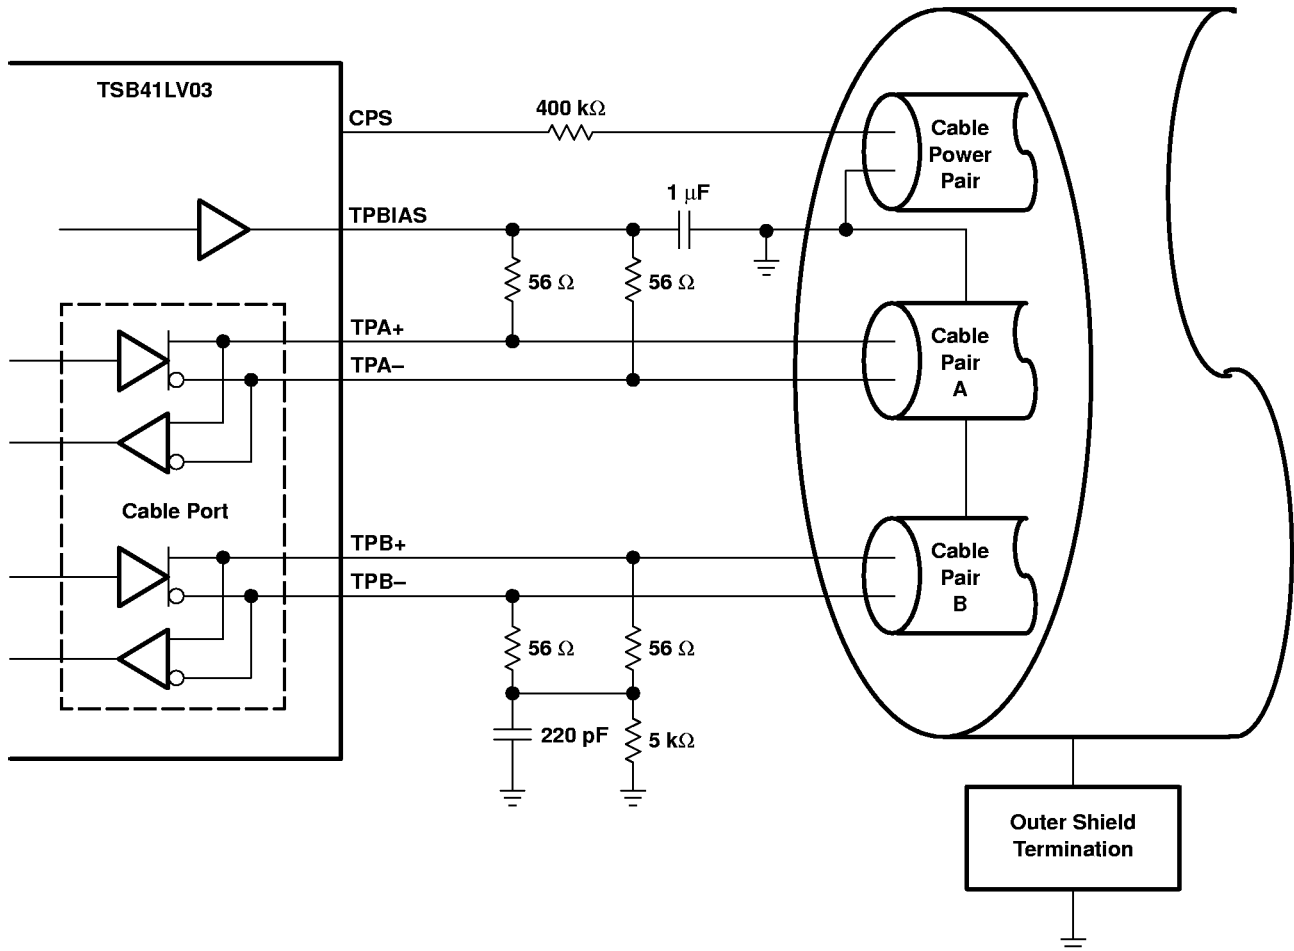 TSB41LV03
CPS
400 kΩ
Cable
Power
Pair
TPBIAS
1 μF
56 Ω
56 Ω
TPA+
TPA–
Cable
Pair
A
Cable Port
TPB+
TPB–
Cable
Pair
B
56 Ω
56 Ω
220 pF
5 kΩ
Outer Shield
Termination